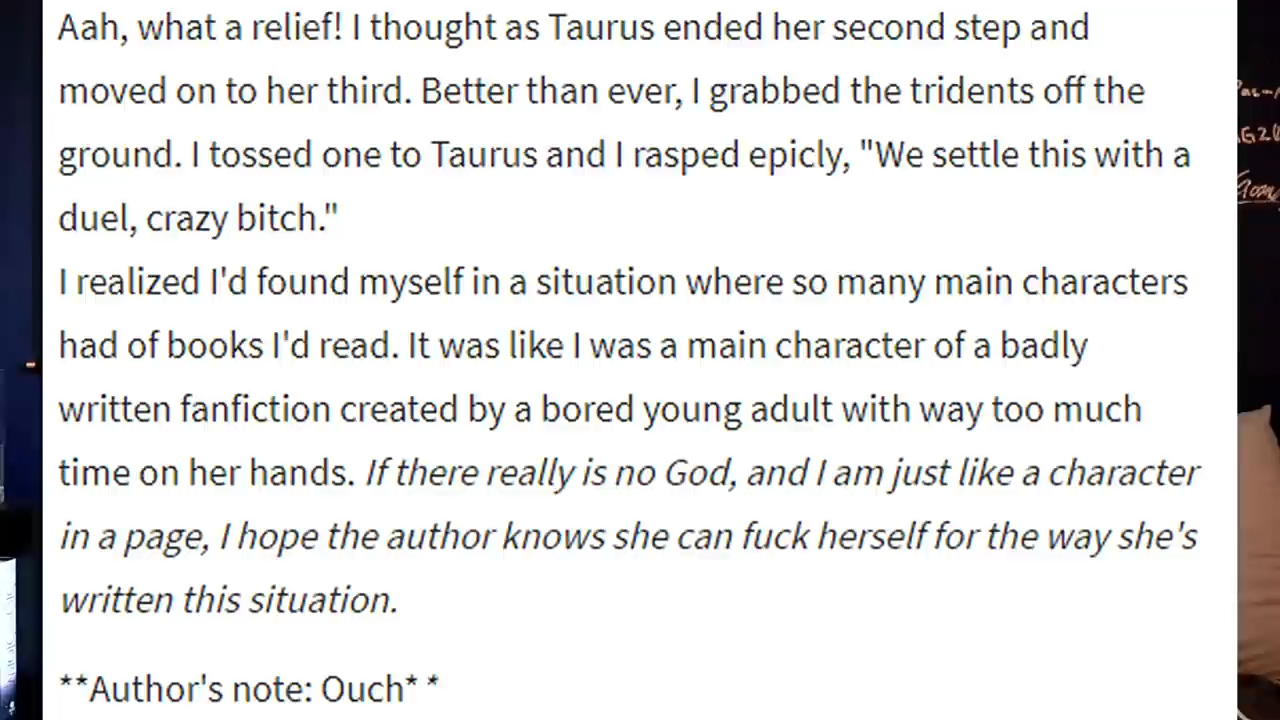 Aah, what a relief! I thought as Taurus ended her second step and
moved on to her third. Better than ever, I grabbed the tridents off the
ground. I tossed one to Taurus and I rasped epicly, "We settle this with a
duel, crazy bitch."
I realized I'd found myself in a situation where so many main characters
had of books I'd read. It was like I was a main character of a badly
written fanfiction created by a bored young adult with way too much
time on her hands. If there really is no God, and I am just like a character
in a page, I hope the author knows she can fuck herself for the way she's
written this situation.
**Author's note: Ouch* *